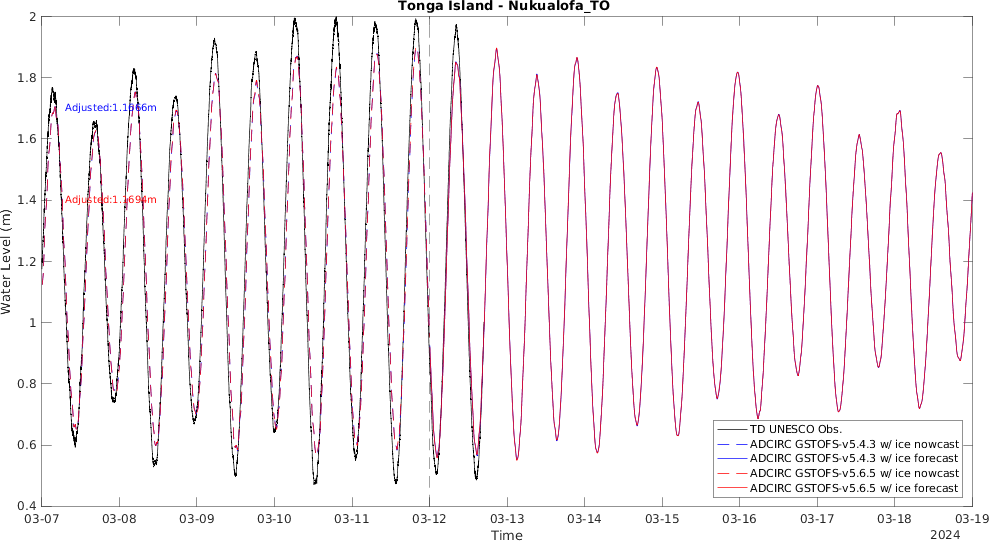 Tonga Island - Nukualofa_TO
Water Level (m)
2
1.8
1.6
1.4
1.2
1
0.8
0.6
0.4
Adjusted:1.1366m
Adjusted:1.1694m
TD UNESCO Obs.
ADCIRC GSTOFS-v5.4.3 w/ ice nowcast
ADCIRC GSTOFS-v5.4.3 w/ ice forecast
ADCIRC GSTOFS-v5.6.5 w/ ice nowcast
ADCIRC GSTOFS-v5.6.5 w/ ice forecast
03-07 03-08 03-09 03-10 03-11 03-12 03-13 03-14 03-15 03-16 03-17 03-18 03-19
Time
2024